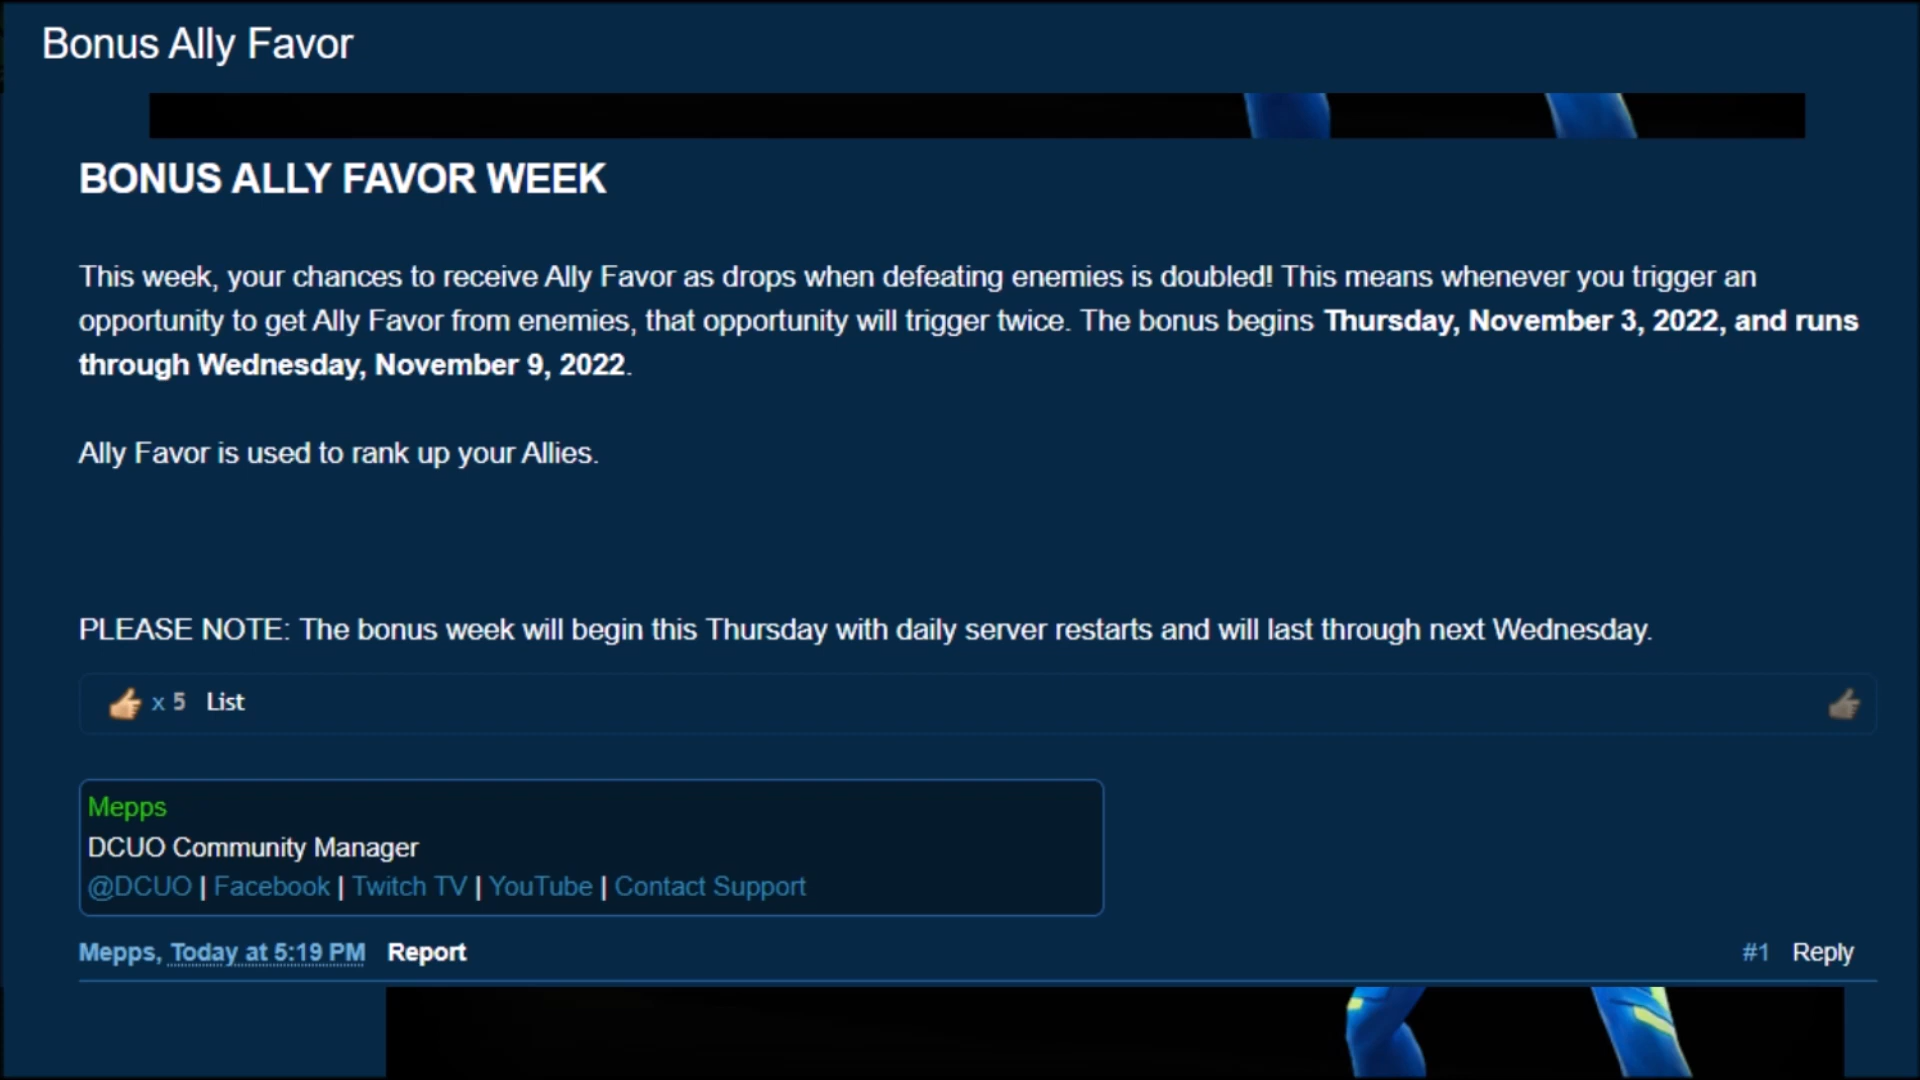 Bonus Ally Favor
BONUS ALLY FAVOR WEEK
This week, your chances to receive Ally Favor as drops when defeating enemies is doubled! This means whenever you trigger an
opportunity to get Ally Favor from enemies, that opportunity will trigger twice. The bonus begins Thursday, November 3, 2022, and runs
through Wednesday, November 9, 2022.
Ally Favor is used to rank up your Allies.
PLEASE NOTE: The bonus week will begin this Thursday with daily server restarts and will last through next Wednesday.
x 5 List
Mepps
DCUO Community Manager
@DCUO | Facebook | Twitch TV | YouTube | Contact Support
Mepps, Today at 5:19 PM Report #1 Reply